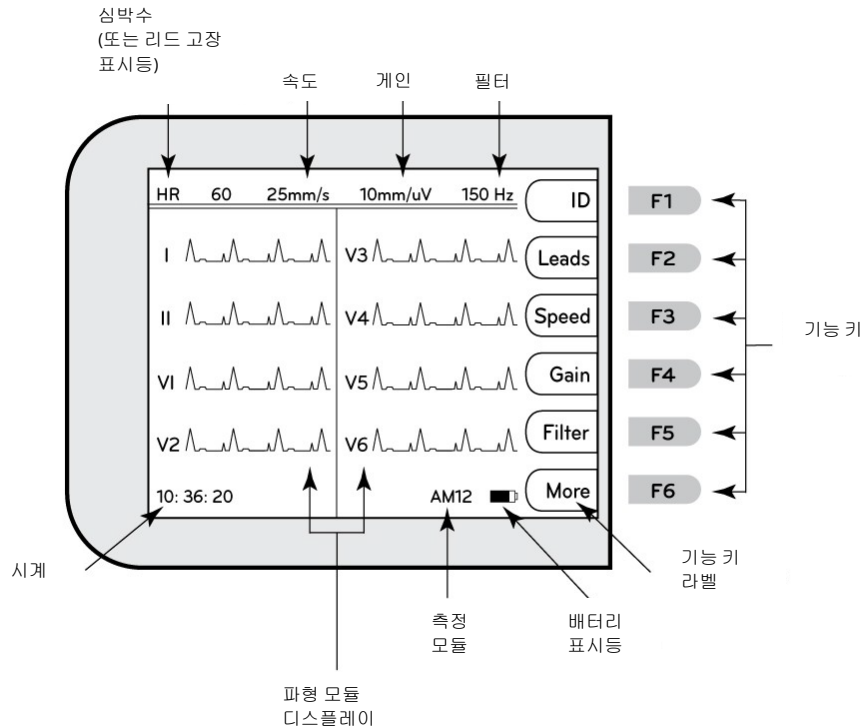 심박수
(또는 리드 고장
표시등)
속도
게인
필터
HR 60 25mm/s 10mm/uV 150 Hz
ID
F1
I
V3
Leads
F2
II
V4
Speed
F3
기능 키
VI
V5
Gain
F4
V2
V6
Filter
F5
10: 36: 20
AM12
More
F6
시계
기능 키
라벨
측정
모듈
배터리
표시등
파형 모듈
디스플레이